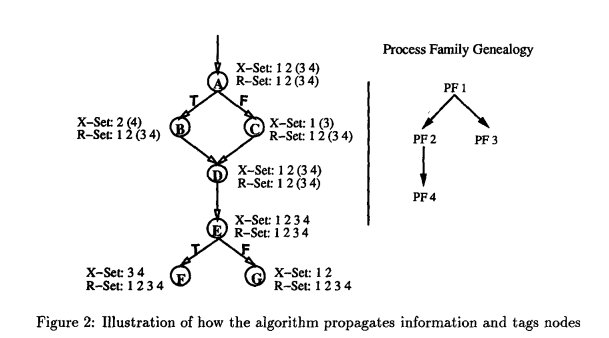 Process Family Genealogy
X-Set: 1 2 (3 4)
R-Set: 1 2 (3 4)
A
PF 1
T
F
X-Set: 2 (4)
R-Set: 1 2 (3 4)
B
C
X-Set: 1 (3)
R-Set: 1 2 (3 4)
PF 2
PF 3
D
X-Set: 1 2 (3 4)
R-Set: 1 2 (3 4)
PF 4
E
X-Set: 1 2 3 4
R-Set: 1 2 3 4
T
F
X-Set: 3 4
R-Set: 1 2 3 4
F
G
X-Set: 1 2
R-Set: 1 2 3 4
Figure 2: Illustration of how the algorithm propagates information and tags nodes